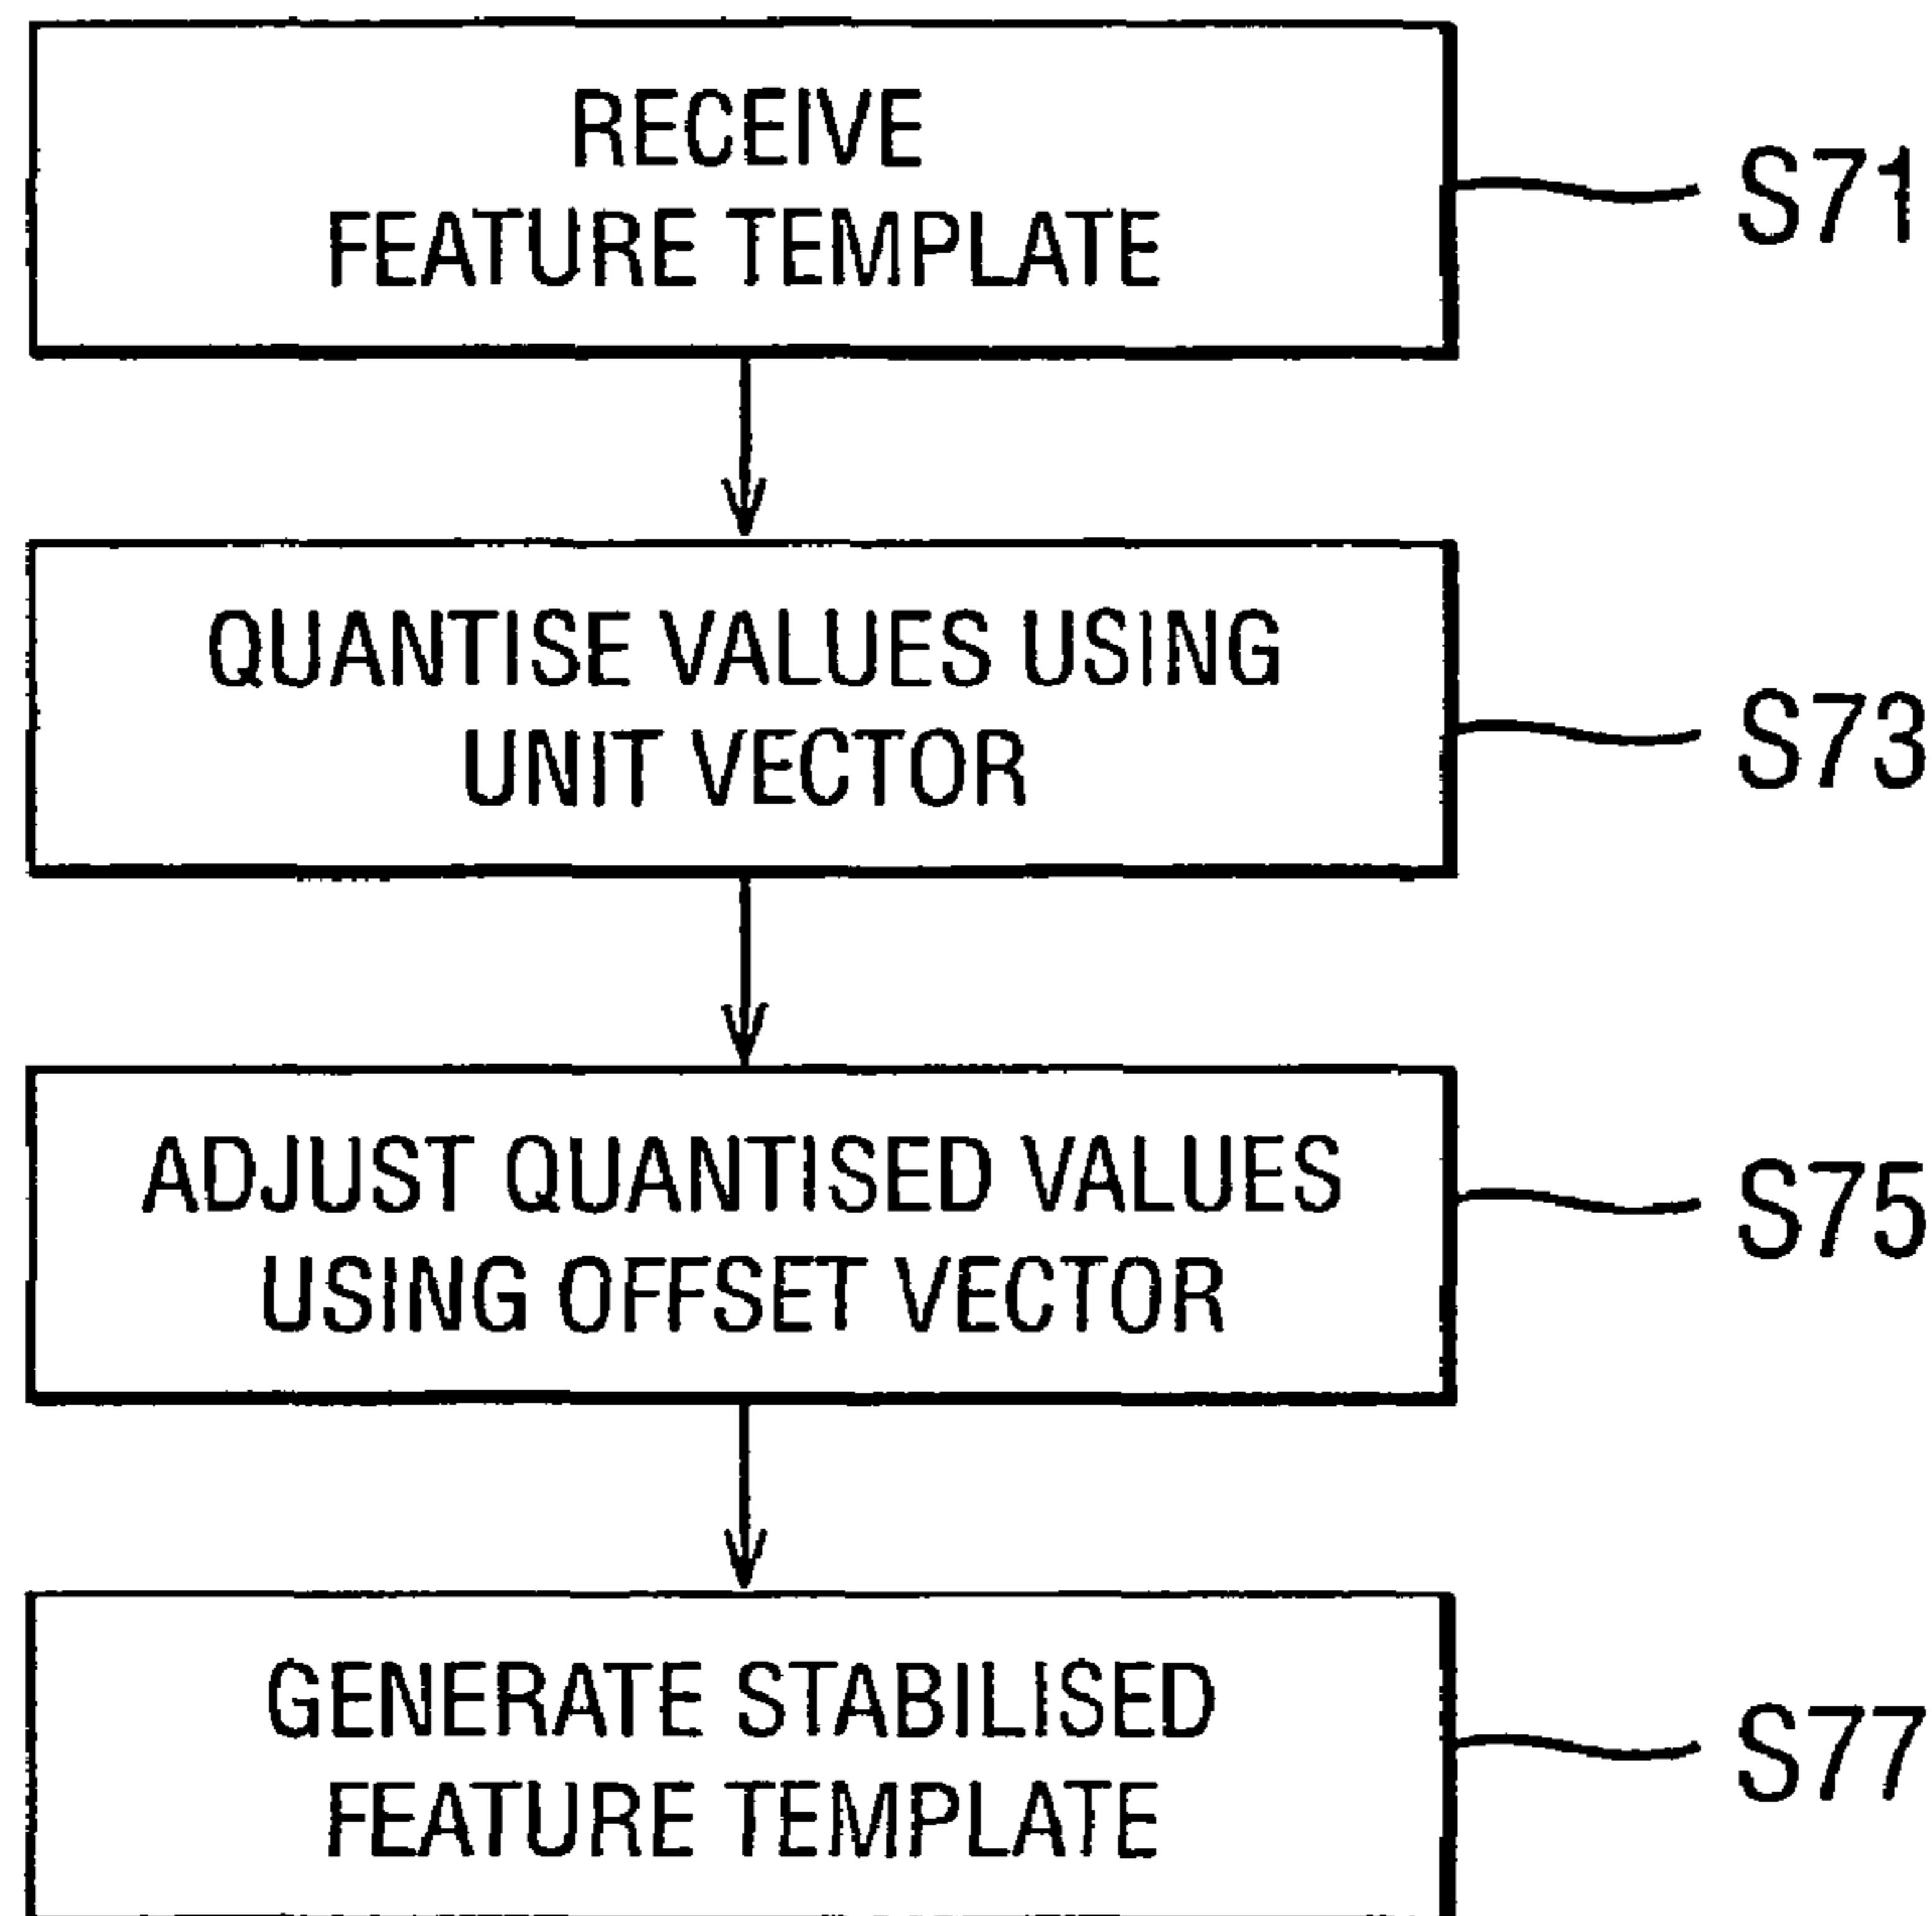 RECEIVE
FEATURE TEMPLATE
S71
QUANTISE VALUES USING
UNIT VECTOR
S73
ADJUST QUANTISED VALUES
USING OFFSET VECTOR
S75
GENERATE STABILISED
FEATURE TEMPLATE
S77